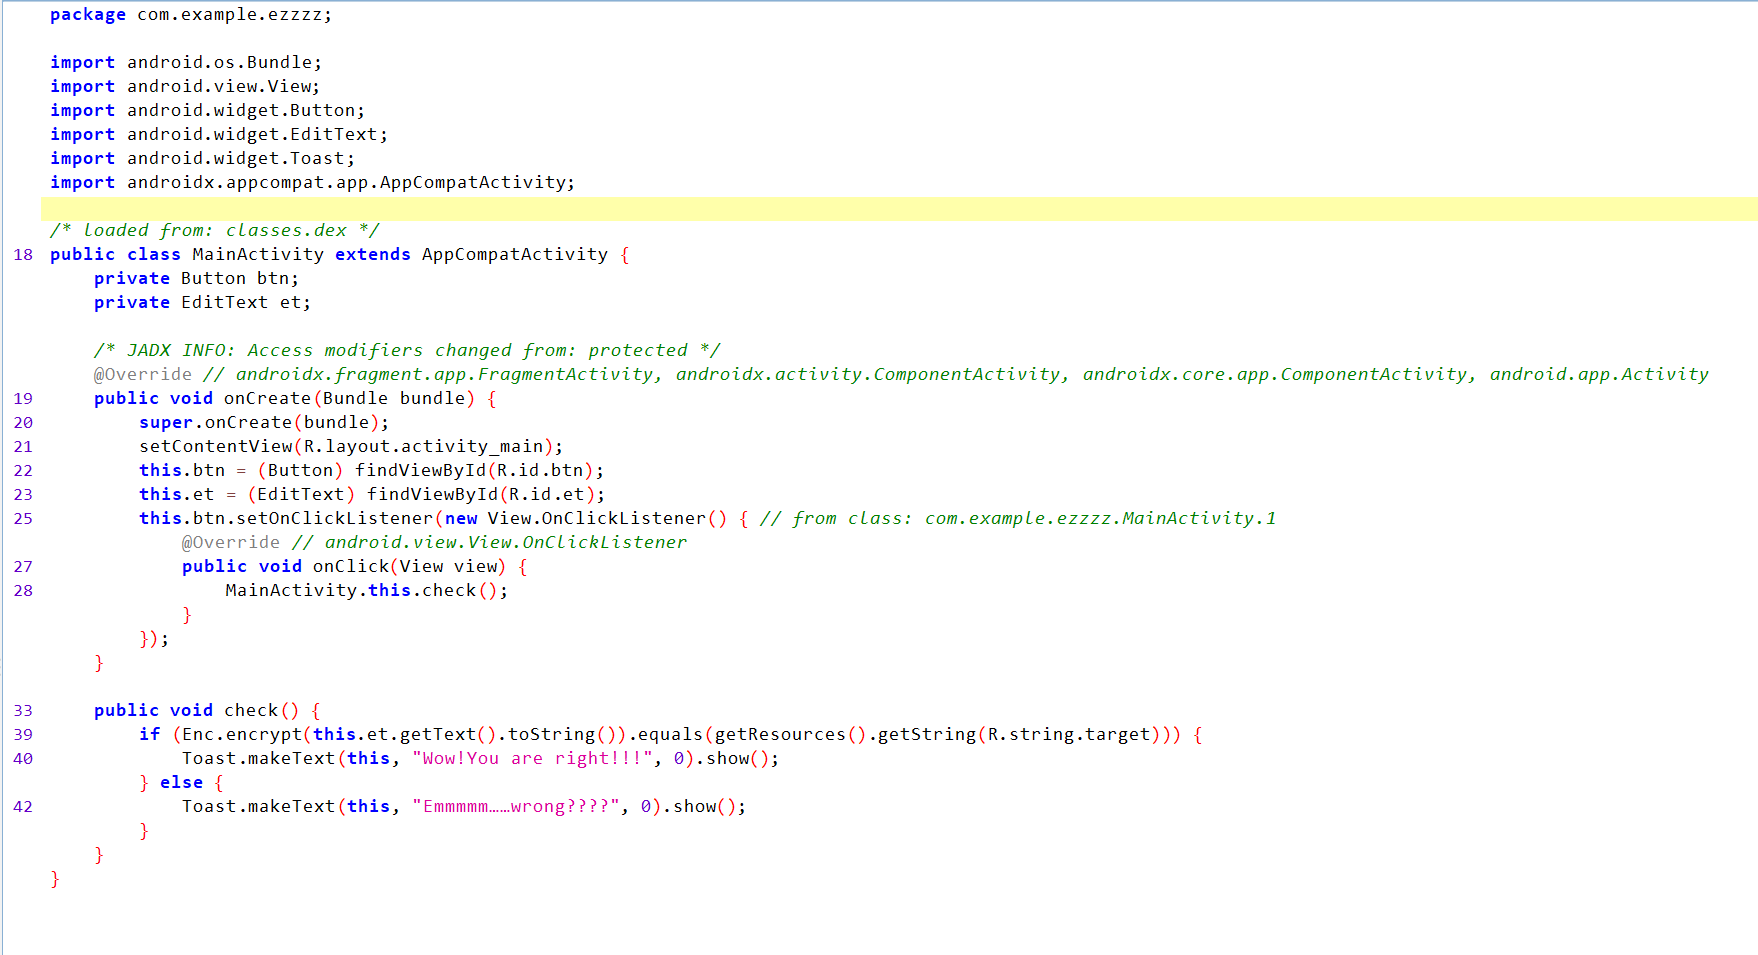 package com.example.ezzzz;
import android.os.Bundle;
import android.view.View;
import android.widget.Button;
import android.widget.EditText;
import android.widget.Toast;
import androidx.appcompat.app.AppCompatActivity;
/* loaded from: classes.dex */
18 public class MainActivity extends AppCompatActivity {
private Button btn;
private EditText et;
/* JADX INFO: Access modifiers changed from: protected */
@Override // androidx.fragment.app.FragmentActivity, androidx.activity.ComponentActivity, androidx.core.app.ComponentActivity, android.app.Activity
19 public void onCreate(Bundle bundle) {
20 super.onCreate(bundle);
21 setContentView(R.layout.activity_main);
22 this.btn = (Button) findViewById(R.id.btn);
23 this.et = (EditText) findViewById(R.id.et);
25 this.btn.setOnClickListener(new View.OnClickListener() { // from class: com.example.ezzzz.MainActivity.1
@Override // android.view.View.OnClickListener
27 public void onClick(View view) {
28 MainActivity.this.check();
}
});
}
33 public void check() {
39 if (Enc.encrypt(this.et.getText().toString()).equals(getResources().getString(R.string.target))) {
40 Toast.makeText(this, "Wow!You are right!!!", 0).show();
} else {
42 Toast.makeText(this, "Emmmmm……wrong????", 0).show();
}
}
}